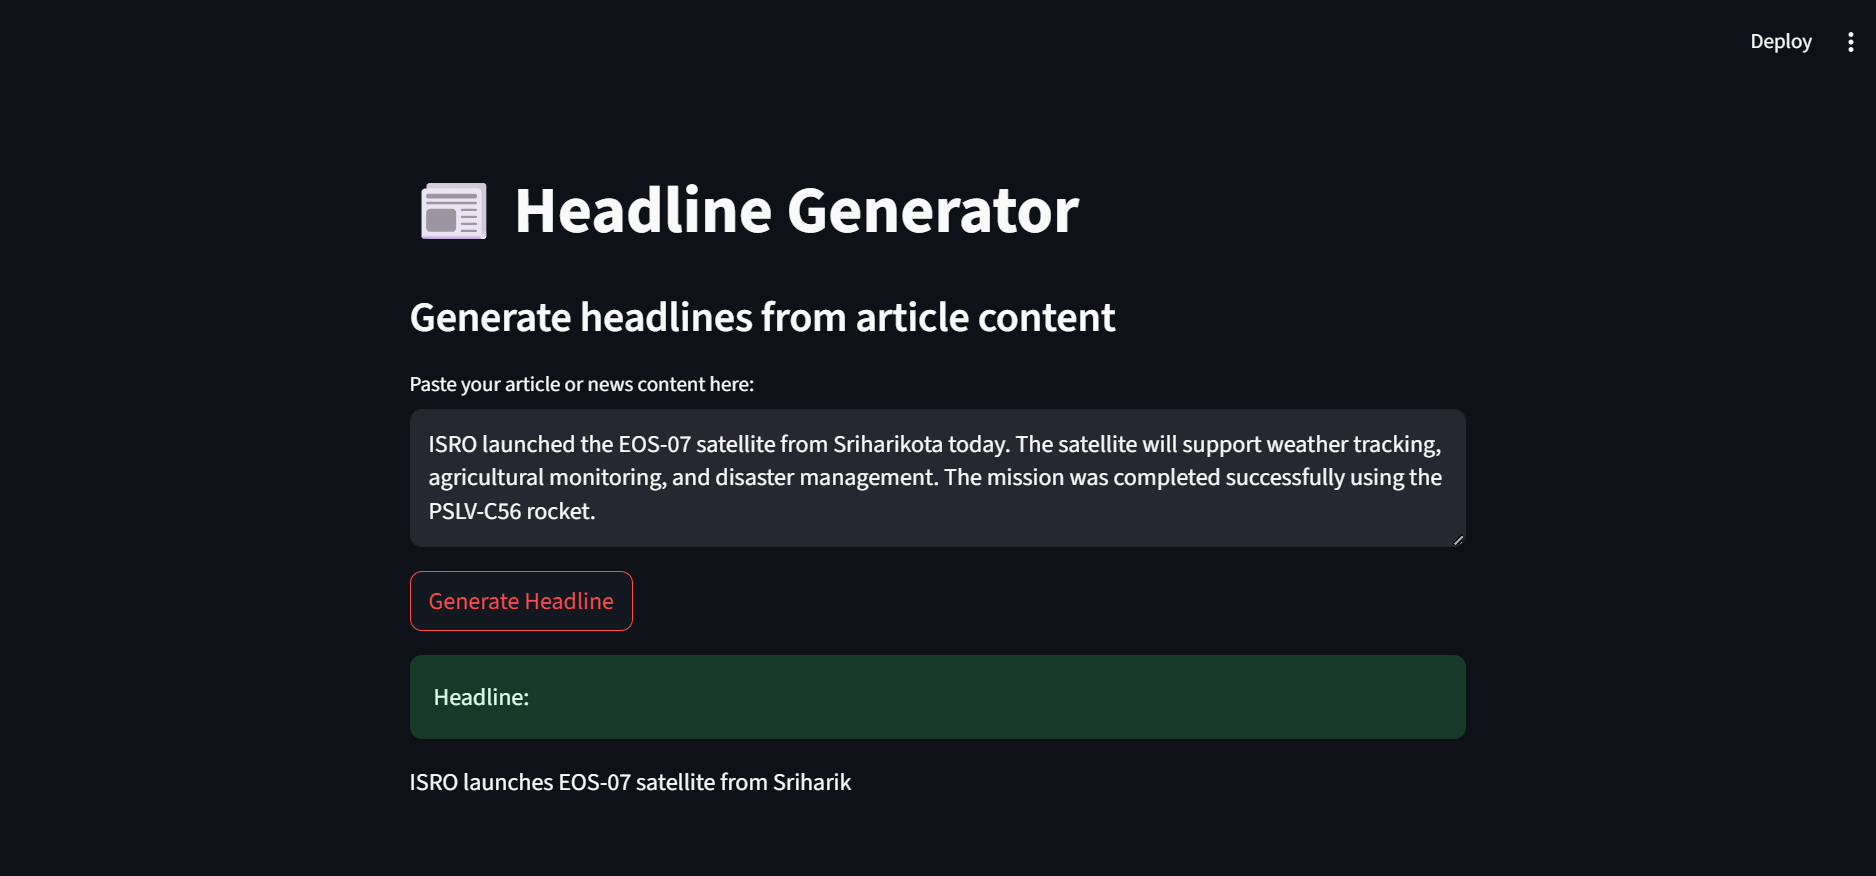 Deploy
Headline Generator
Generate headlines from article content
Paste your article or news content here:
ISRO launched the EOS-07 satellite from Sriharikota today. The satellite will support weather tracking,
agricultural monitoring, and disaster management. The mission was completed successfully using the
PSLV-C56 rocket.
Generate Headline
Headline:
ISRO launches EOS-07 satellite from Sriharik